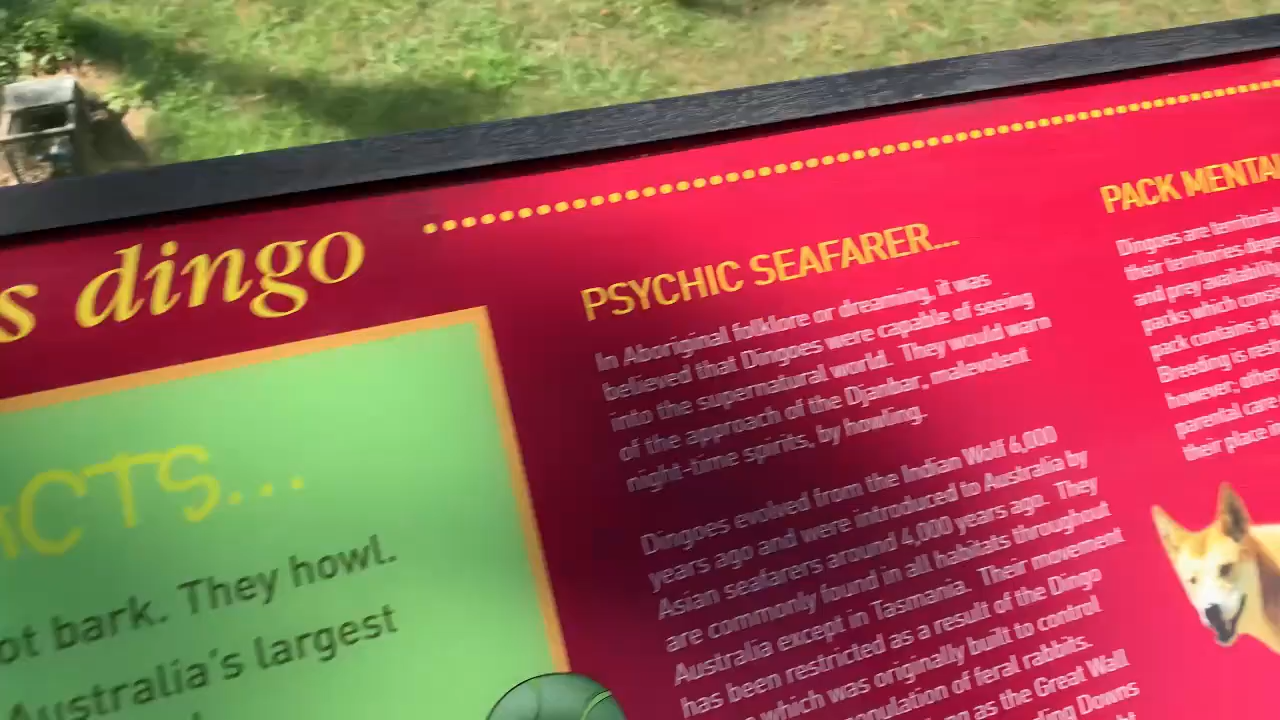 s dingo
CTS...
ot bark. They howl.
Australia's largest
PSYCHIC SEAFARER...
In Aboriginal folklore or dreaming, it was
believed that Dingoes were capable of seeing
into the supernatural world. They would warn
of the approach of the Djanbar, malevolent
night-time spirits, by howling.
Dingoes evolved from the Indian Wolf 6,000
years ago and were introduced to Australia by
Asian seafarers around 4,000 years ago. They
are commonly found in all habitats throughout
Australia except in Tasmania. Their movement
has been restricted as a result of the Dingo
which was originally built to control
population of feral rabbits.
as the Great Wall
Downs
PACK MENTA
Dingoes are territorial
their territories depe
and prey availability
packs which consis
pack contains a d
Breeding is rest
however, other
parental care
their place in